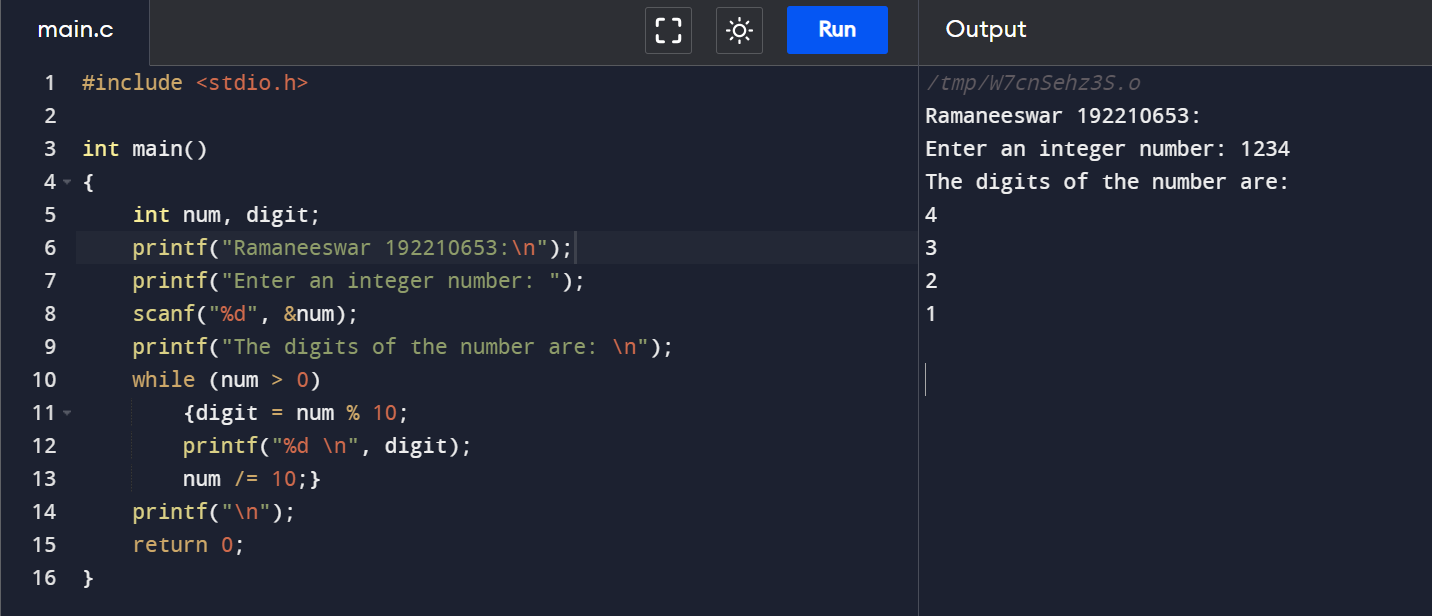 main.c
Run
Output
1 #include <stdio.h>
2
3 int main()
4 {
5     int num, digit;
6     printf("Ramaneeswar 192210653:\n");
7     printf("Enter an integer number: ");
8     scanf("%d", &num);
9     printf("The digits of the number are: \n");
10     while (num > 0)
11         {digit = num % 10;
12         printf("%d \n", digit);
13         num /= 10;}
14     printf("\n");
15     return 0;
16 }
/tmp/W7cnSehz3S.o
Ramaneeswar 192210653:
Enter an integer number: 1234
The digits of the number are:
4
3
2
1